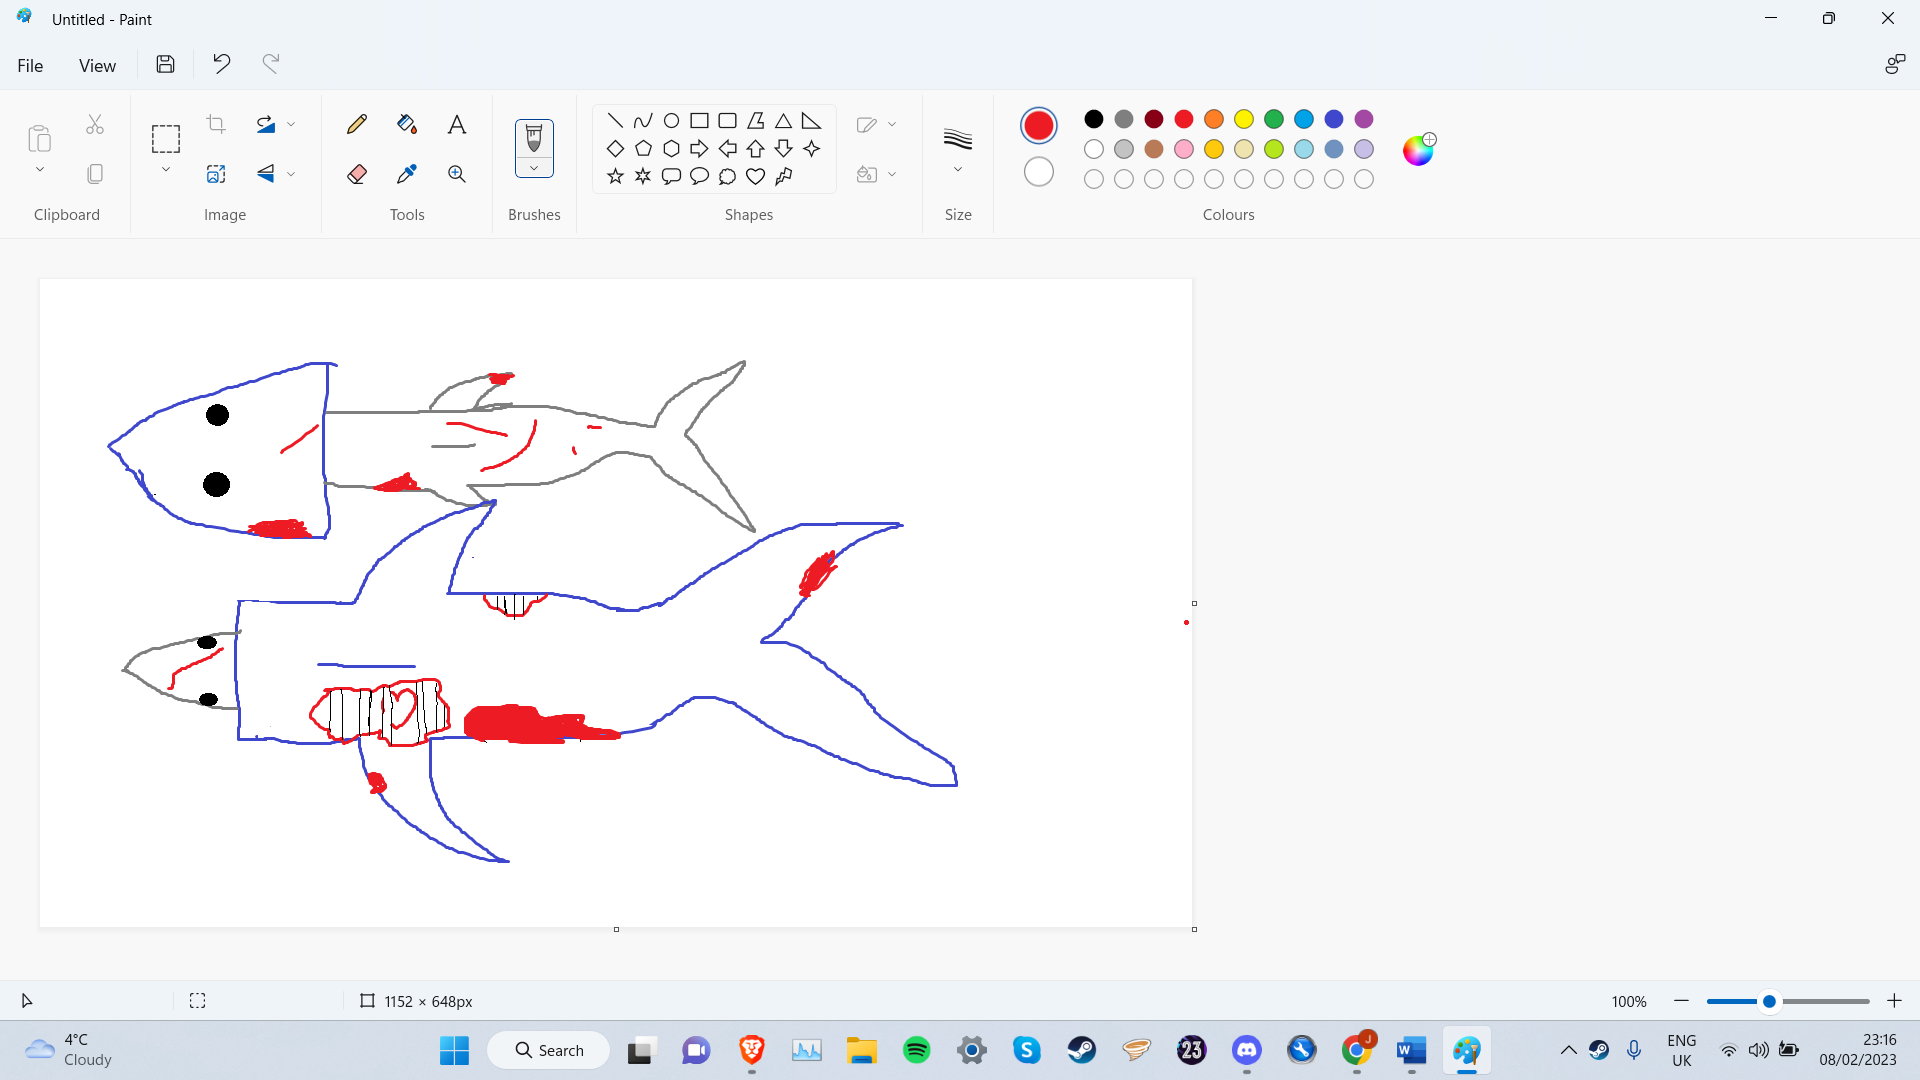 Untitled - Paint
File View
Clipboard Image Tools Brushes Shapes Size Colours
1152 × 648px
100%
4°C
Cloudy
Search
23
J
ENG
UK
23:16
08/02/2023